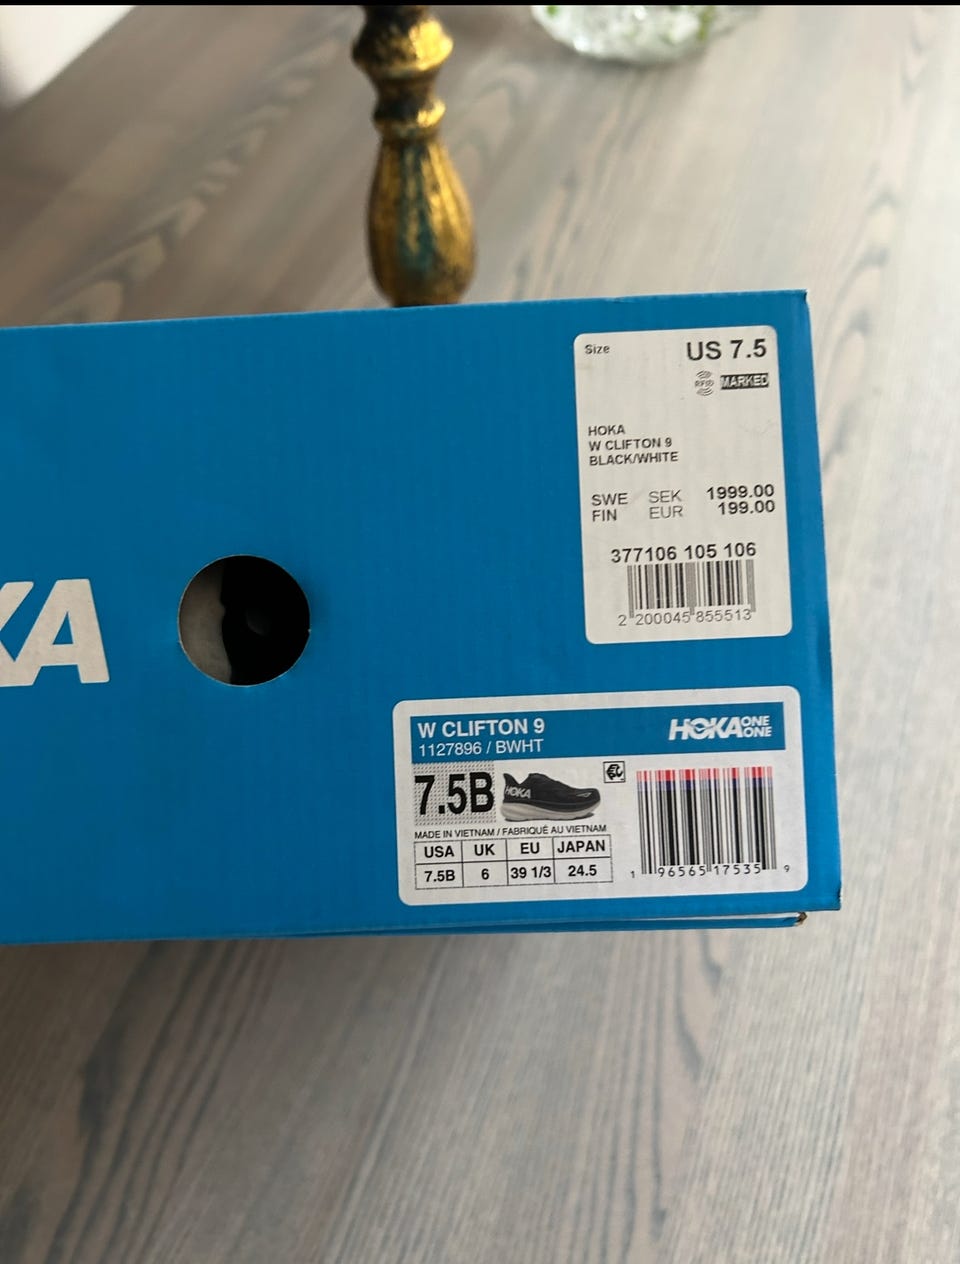 Size US 7.5
RFID MARKED
HOKA
W CLIFTON 9
BLACK/WHITE
SWE SEK 1999.00
FIN EUR 199.00
377106 105 106
2 200045 855513
KA
W CLIFTON 9
1127896 / BWHT
HOKA ONE ONE
7.5B
HOKA
MADE IN VIETNAM / FABRIQUÉ AU VIETNAM
USA UK EU JAPAN
7.5B 6 39 1/3 24.5
1 96565 17535 9